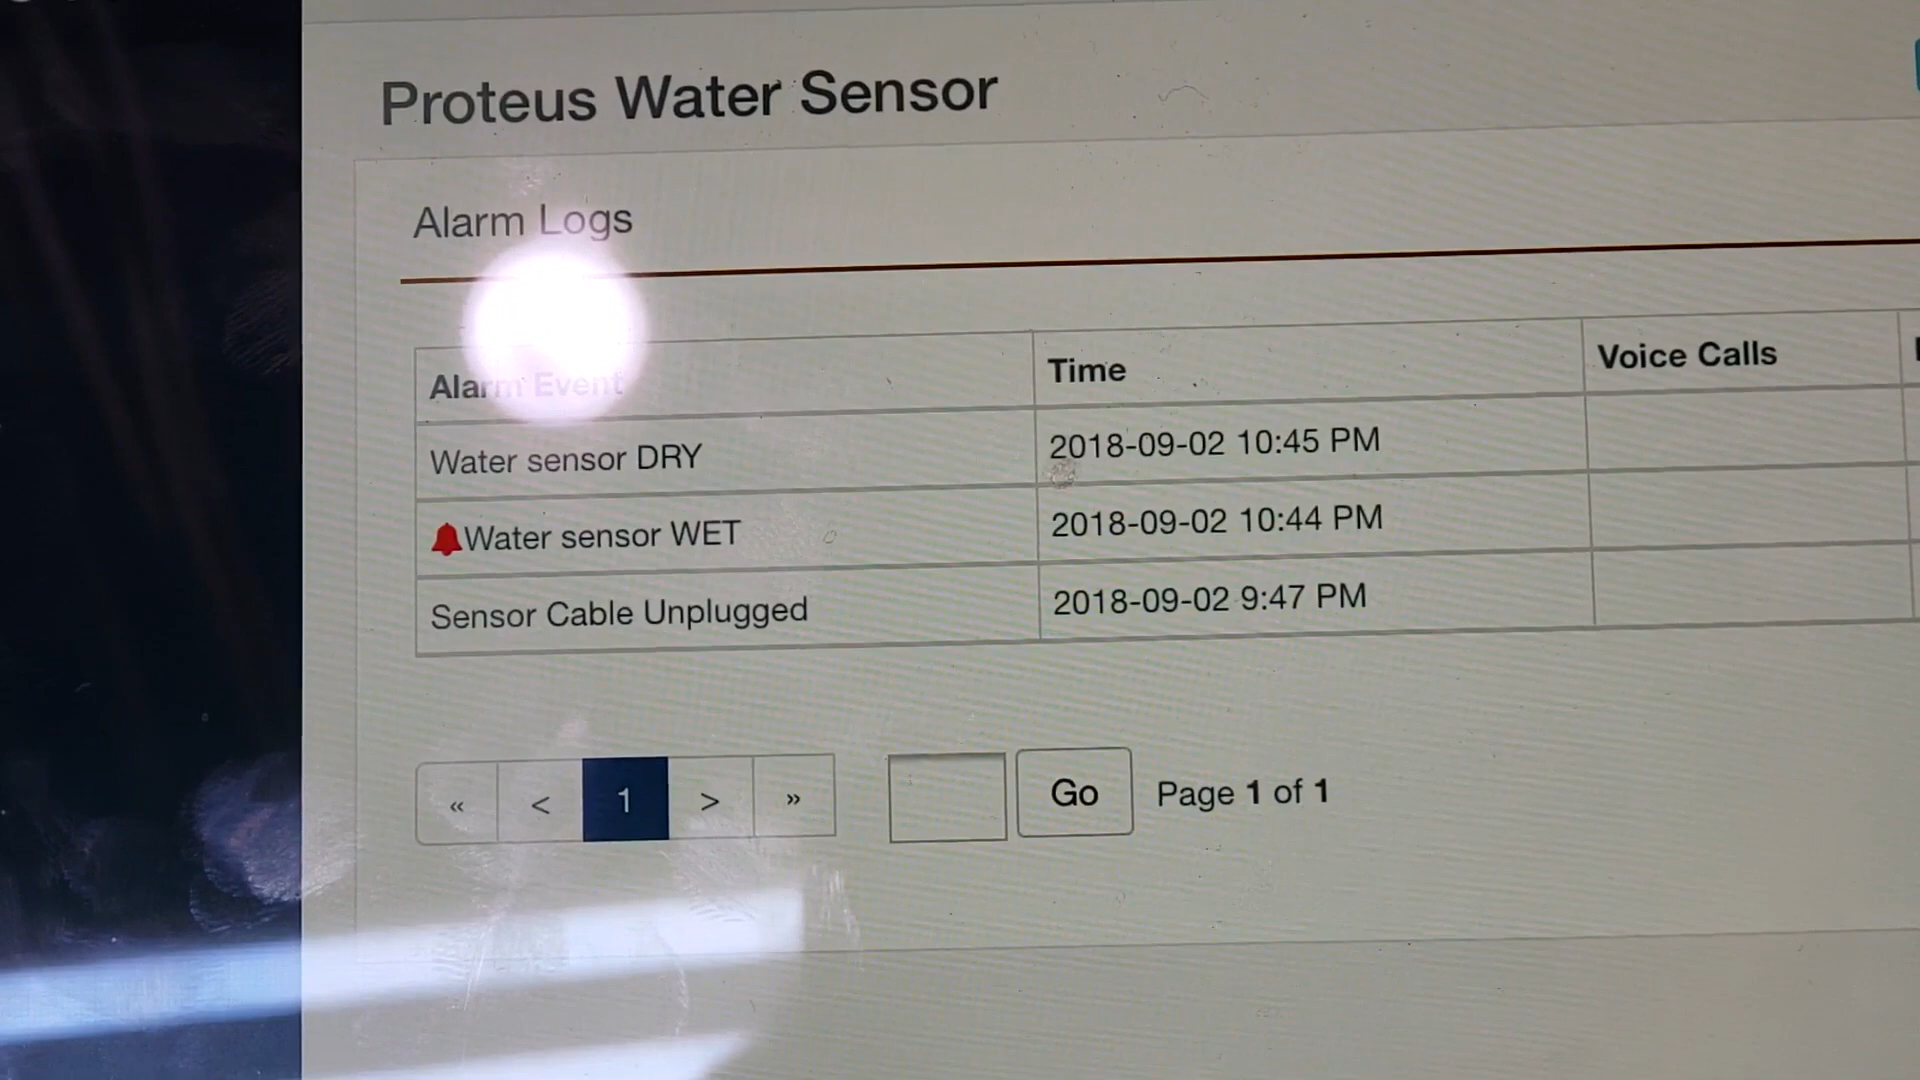 Proteus Water Sensor
Alarm Logs
Alarm Event Time Voice Calls
Water sensor DRY 2018-09-02 10:45 PM
Water sensor WET 2018-09-02 10:44 PM
Sensor Cable Unplugged 2018-09-02 9:47 PM
« < 1 > » Go Page 1 of 1